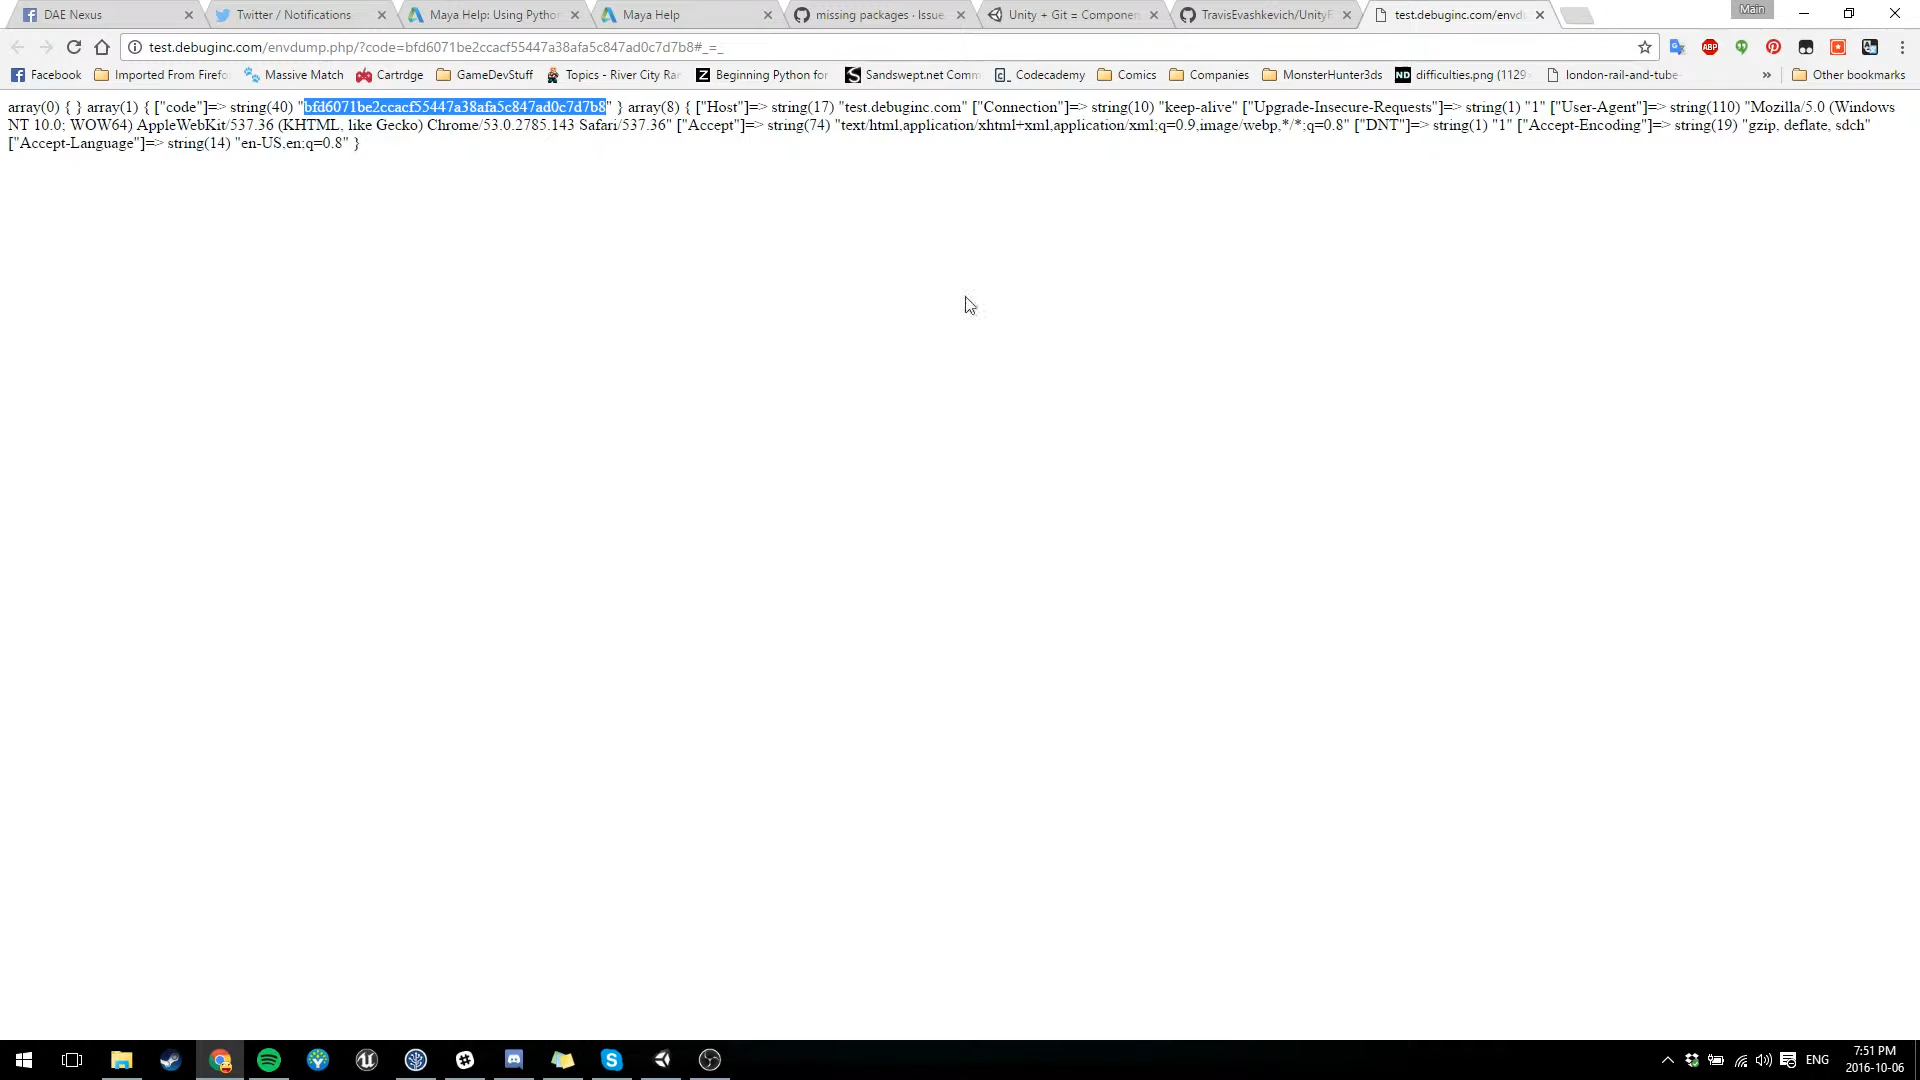 DAE Nexus
Twitter / Notifications
Maya Help: Using Pytho
Maya Help
missing packages · Issue
Unity + Git = Componen
TravisEvashkevich/UnityF
test.debuginc.com/envd
Main
test.debuginc.com/envdump.php/?code=bfd6071be2ccacf55447a38afa5c847ad0c7d7b8#_=_
ABP
Facebook
Imported From Firefo
Massive Match
Cartrdge
GameDevStuff
Topics - River City Ra
Beginning Python for
Sandswept.net Comm
Codecademy
Comics
Companies
MonsterHunter3ds
ND
difficulties.png (1129
london-rail-and-tube-
»
Other bookmarks
array(0) { } array(1) { ["code"]=> string(40) "bfd6071be2ccacf55447a38afa5c847ad0c7d7b8" } array(8) { ["Host"]=> string(17) "test.debuginc.com" ["Connection"]=> string(10) "keep-alive" ["Upgrade-Insecure-Requests"]=> string(1) "1" ["User-Agent"]=> string(110) "Mozilla/5.0 (Windows
NT 10.0; WOW64) AppleWebKit/537.36 (KHTML, like Gecko) Chrome/53.0.2785.143 Safari/537.36" ["Accept"]=> string(74) "text/html,application/xhtml+xml,application/xml;q=0.9,image/webp,*/*;q=0.8" ["DNT"]=> string(1) "1" ["Accept-Encoding"]=> string(19) "gzip, deflate, sdch"
["Accept-Language"]=> string(14) "en-US,en;q=0.8" }
ENG
7:51 PM
2016-10-06